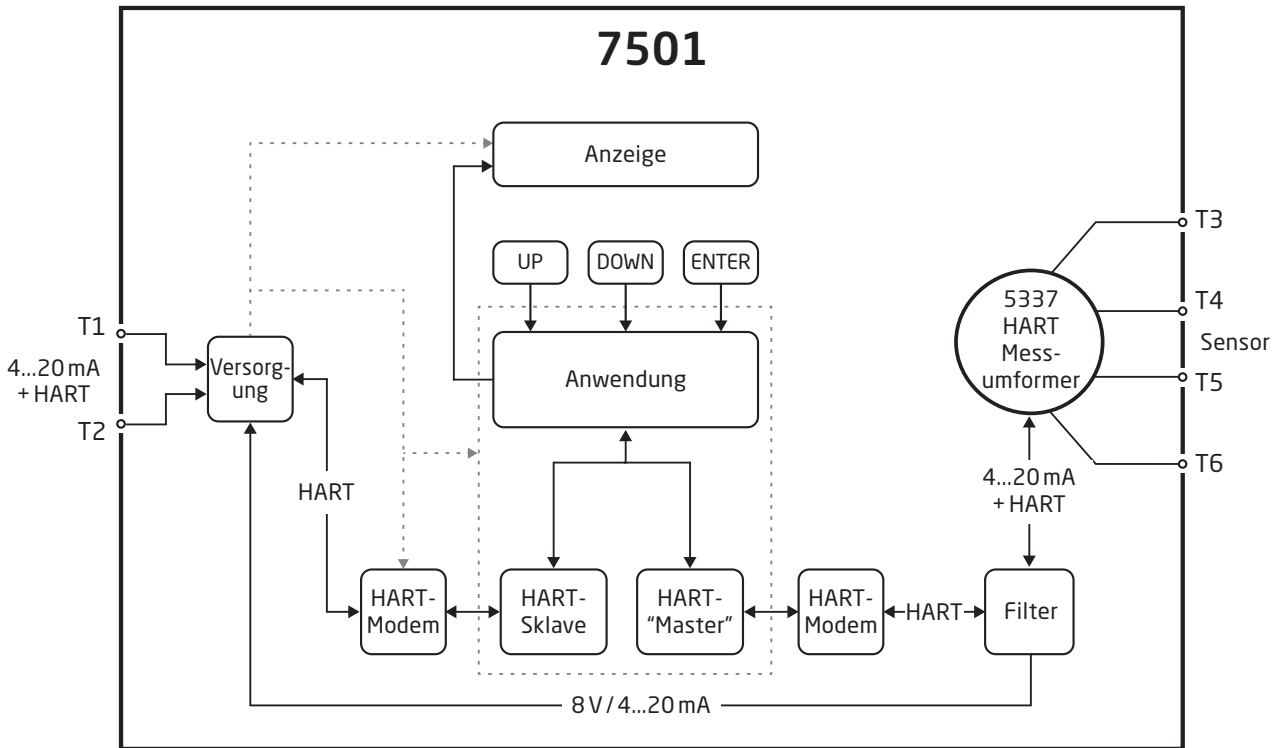 7501
Anzeige
UP
DOWN
ENTER
T1
4...20 mA
+ HART
T2
Versorg-
ung
Anwendung
5337
HART
Mess-
umformer
T3
T4
Sensor
T5
T6
HART
4...20 mA
+ HART
HART-
Modem
HART-
Sklave
HART-
“Master”
HART-
Modem
HART
Filter
8 V / 4...20 mA